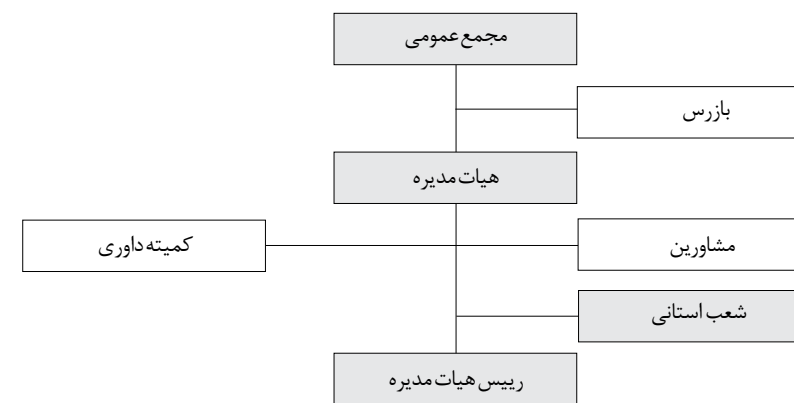 مجمع عمومی
بازرس
هیات مدیره
مشاورین
کمیته داوری
شعب استانی
رییس هیات مدیره